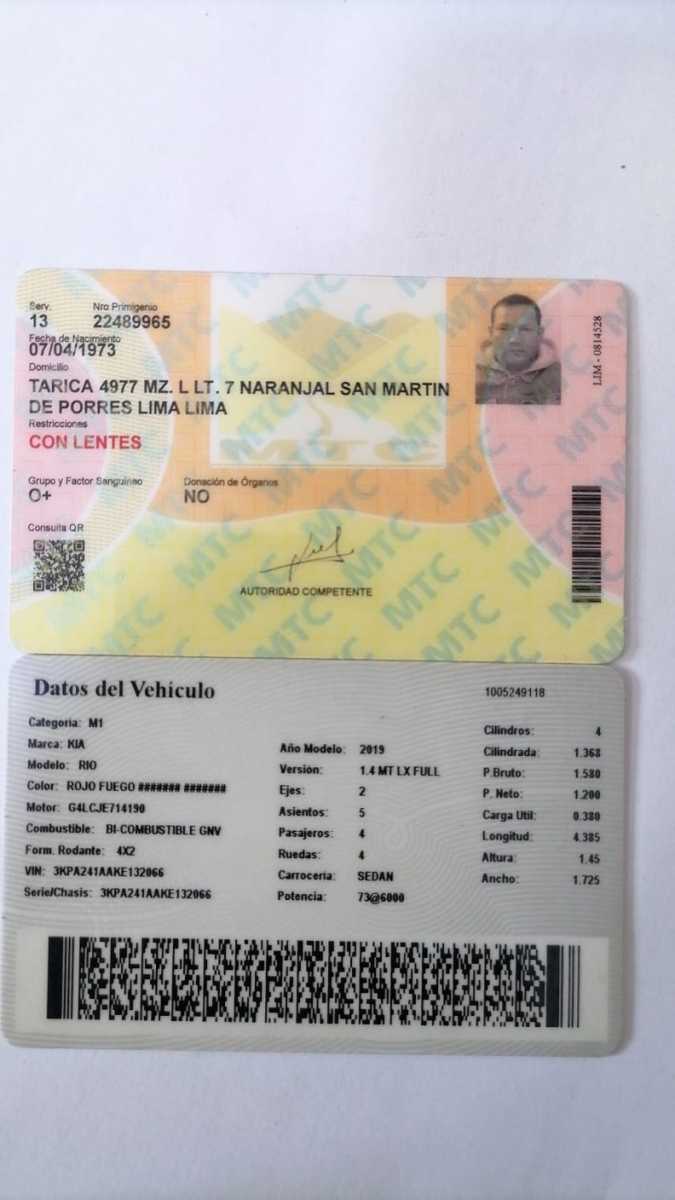 Serv. Nro Primigenio
13 22489965
Fecha de Nacimiento
07/04/1973
Domicilio
TARICA 4977 MZ. L LT. 7 NARANJAL SAN MARTIN
DE PORRES LIMA LIMA
Restricciones
CON LENTES
Grupo y Factor Sanguineo Donación de Órganos
O+ NO
Consulta QR
AUTORIDAD COMPETENTE
LIM - 0814528
MTC
Datos del Vehículo 1005249118
Categoria: M1
Marca: KIA
Modelo: RIO
Color: ROJO FUEGO ####### #######
Motor: G4LCJE714190
Combustible: BI-COMBUSTIBLE GNV
Form. Rodante: 4X2
VIN: 3KPA241AAKE132066
Serie/Chasis: 3KPA241AAKE132066
Año Modelo: 2019
Versión: 1.4 MT LX FULL
Ejes: 2
Asientos: 5
Pasajeros: 4
Ruedas: 4
Carrocería: SEDAN
Potencia: 73@6000
Cilindros: 4
Cilindrada: 1.368
P.Bruto: 1.580
P. Neto: 1.200
Carga Util: 0.380
Longitud: 4.385
Altura: 1.45
Ancho: 1.725